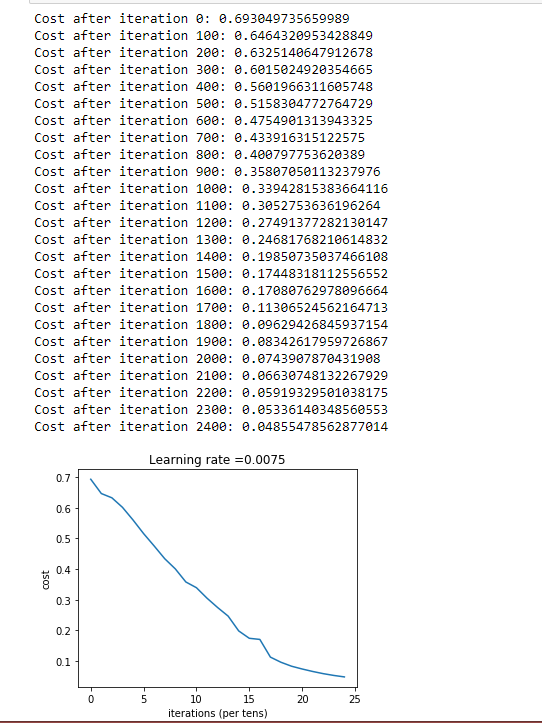 Cost after iteration 0: 0.693049735659989
Cost after iteration 100: 0.6464320953428849
Cost after iteration 200: 0.6325140647912678
Cost after iteration 300: 0.6015024920354665
Cost after iteration 400: 0.5601966311605748
Cost after iteration 500: 0.5158304772764729
Cost after iteration 600: 0.4754901313943325
Cost after iteration 700: 0.433916315122575
Cost after iteration 800: 0.400797753620389
Cost after iteration 900: 0.35807050113237976
Cost after iteration 1000: 0.33942815383664116
Cost after iteration 1100: 0.3052753636196264
Cost after iteration 1200: 0.27491377282130147
Cost after iteration 1300: 0.24681768210614832
Cost after iteration 1400: 0.19850735037466108
Cost after iteration 1500: 0.17448318112556552
Cost after iteration 1600: 0.17080762978096664
Cost after iteration 1700: 0.11306524562164713
Cost after iteration 1800: 0.09629426845937154
Cost after iteration 1900: 0.08342617959726867
Cost after iteration 2000: 0.0743907870431908
Cost after iteration 2100: 0.06630748132267929
Cost after iteration 2200: 0.05919329501038175
Cost after iteration 2300: 0.05336140348560553
Cost after iteration 2400: 0.04855478562877014
Learning rate =0.0075
0.7
0.6
0.5
0.4
0.3
0.2
0.1
cost
0 5 10 15 20 25
iterations (per tens)